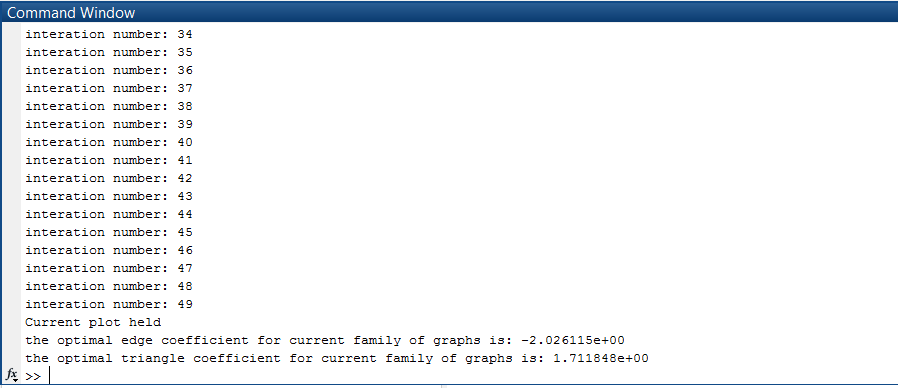 Command Window
interation number: 34
interation number: 35
interation number: 36
interation number: 37
interation number: 38
interation number: 39
interation number: 40
interation number: 41
interation number: 42
interation number: 43
interation number: 44
interation number: 45
interation number: 46
interation number: 47
interation number: 48
interation number: 49
Current plot held
the optimal edge coefficient for current family of graphs is: -2.026115e+00
the optimal triangle coefficient for current family of graphs is: 1.711848e+00
fx >>